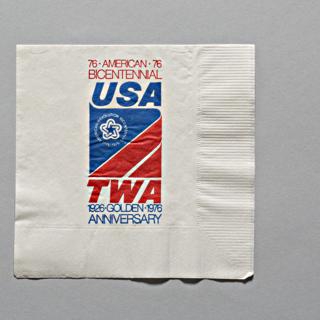 76 · AMERICAN · 76
BICENTENNIAL
USA
TWA
1926·GOLDEN·1976
ANNIVERSARY